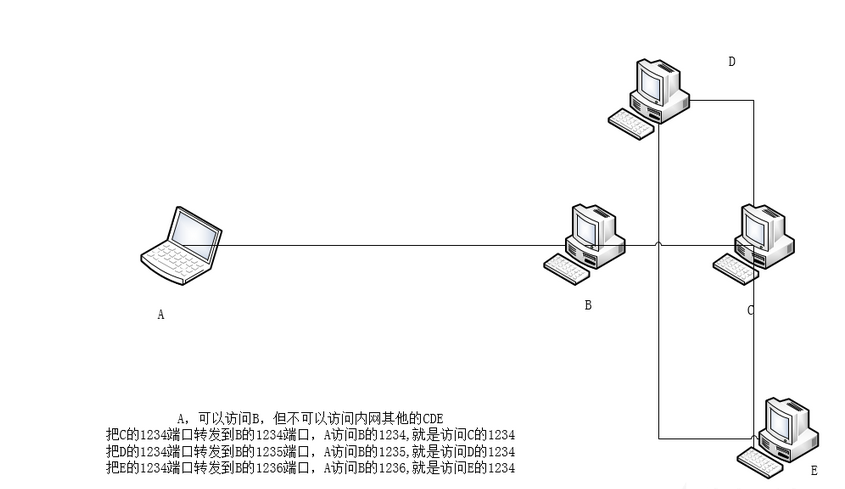 D
A
B
C
A, 可以访问B, 但不可以访问内网其他的CDE
把C的1234端口转发到B的1234端口, A访问B的1234,就是访问C的1234
把D的1234端口转发到B的1235端口, A访问B的1235,就是访问D的1234
把E的1234端口转发到B的1236端口, A访问B的1236,就是访问E的1234
E